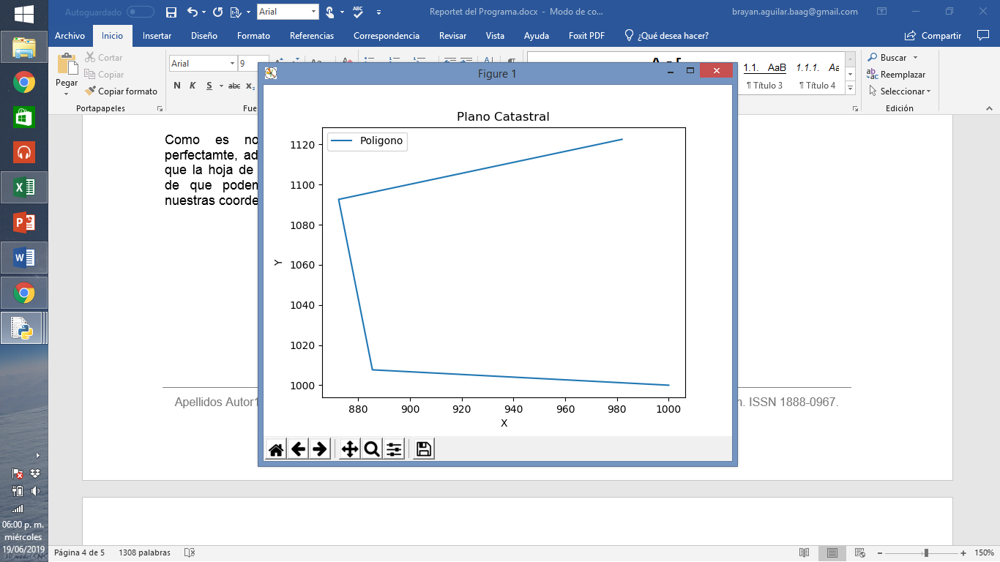 Autoguardado
Arial
ABC
Reportet del Programa.docx - Modo de co...
brayan.aguilar.baag@gmail.com
Archivo Inicio Insertar Diseño Formato Referencias Correspondencia Revisar Vista Ayuda Foxit PDF ¿Qué desea hacer? Compartir
Pegar
Cortar
Copiar
Copiar formato
Portapapeles
Arial 9
N K S abc x₂
Fue
1.1. AaB 1.1.1. Aa
¶ Título 3 ¶ Título 4
Buscar
Reemplazar
Seleccionar
Edición
Como es no
perfectamte, ad
que la hoja de
de que poden
nuestras coorde
Figure 1
Plano Catastral
Poligono
1120
1100
1080
1060
1040
1020
1000
Y
880 900 920 940 960 980 1000
X
Apellidos Autor1
n. ISSN 1888-0967.
06:00 p. m.
miércoles
19/06/2019
Página 4 de 5 1308 palabras
150%